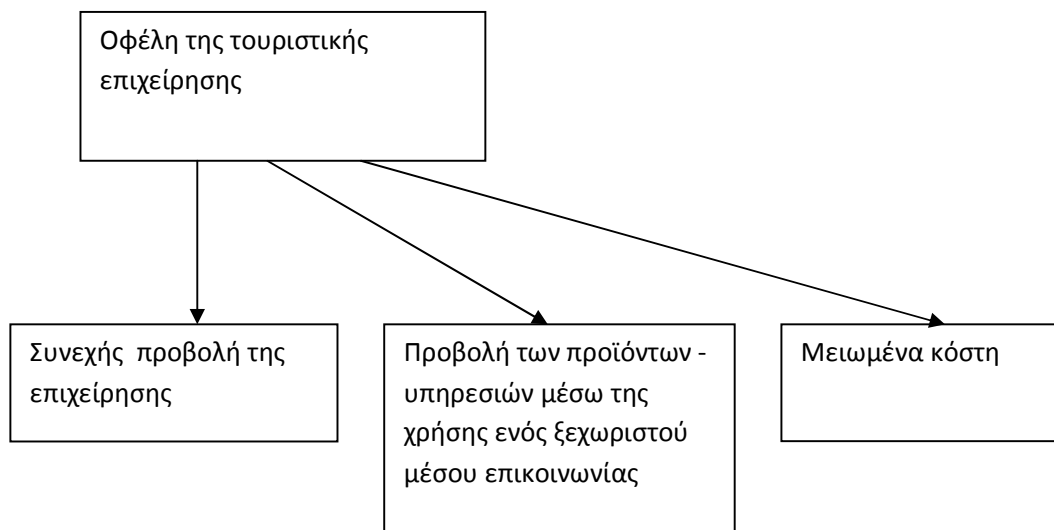 Οφέλη της τουριστικής
επιχείρησης
Συνεχής προβολή της
επιχείρησης
Προβολή των προϊόντων -
υπηρεσιών μέσω της
χρήσης ενός ξεχωριστού
μέσου επικοινωνίας
Μειωμένα κόστη